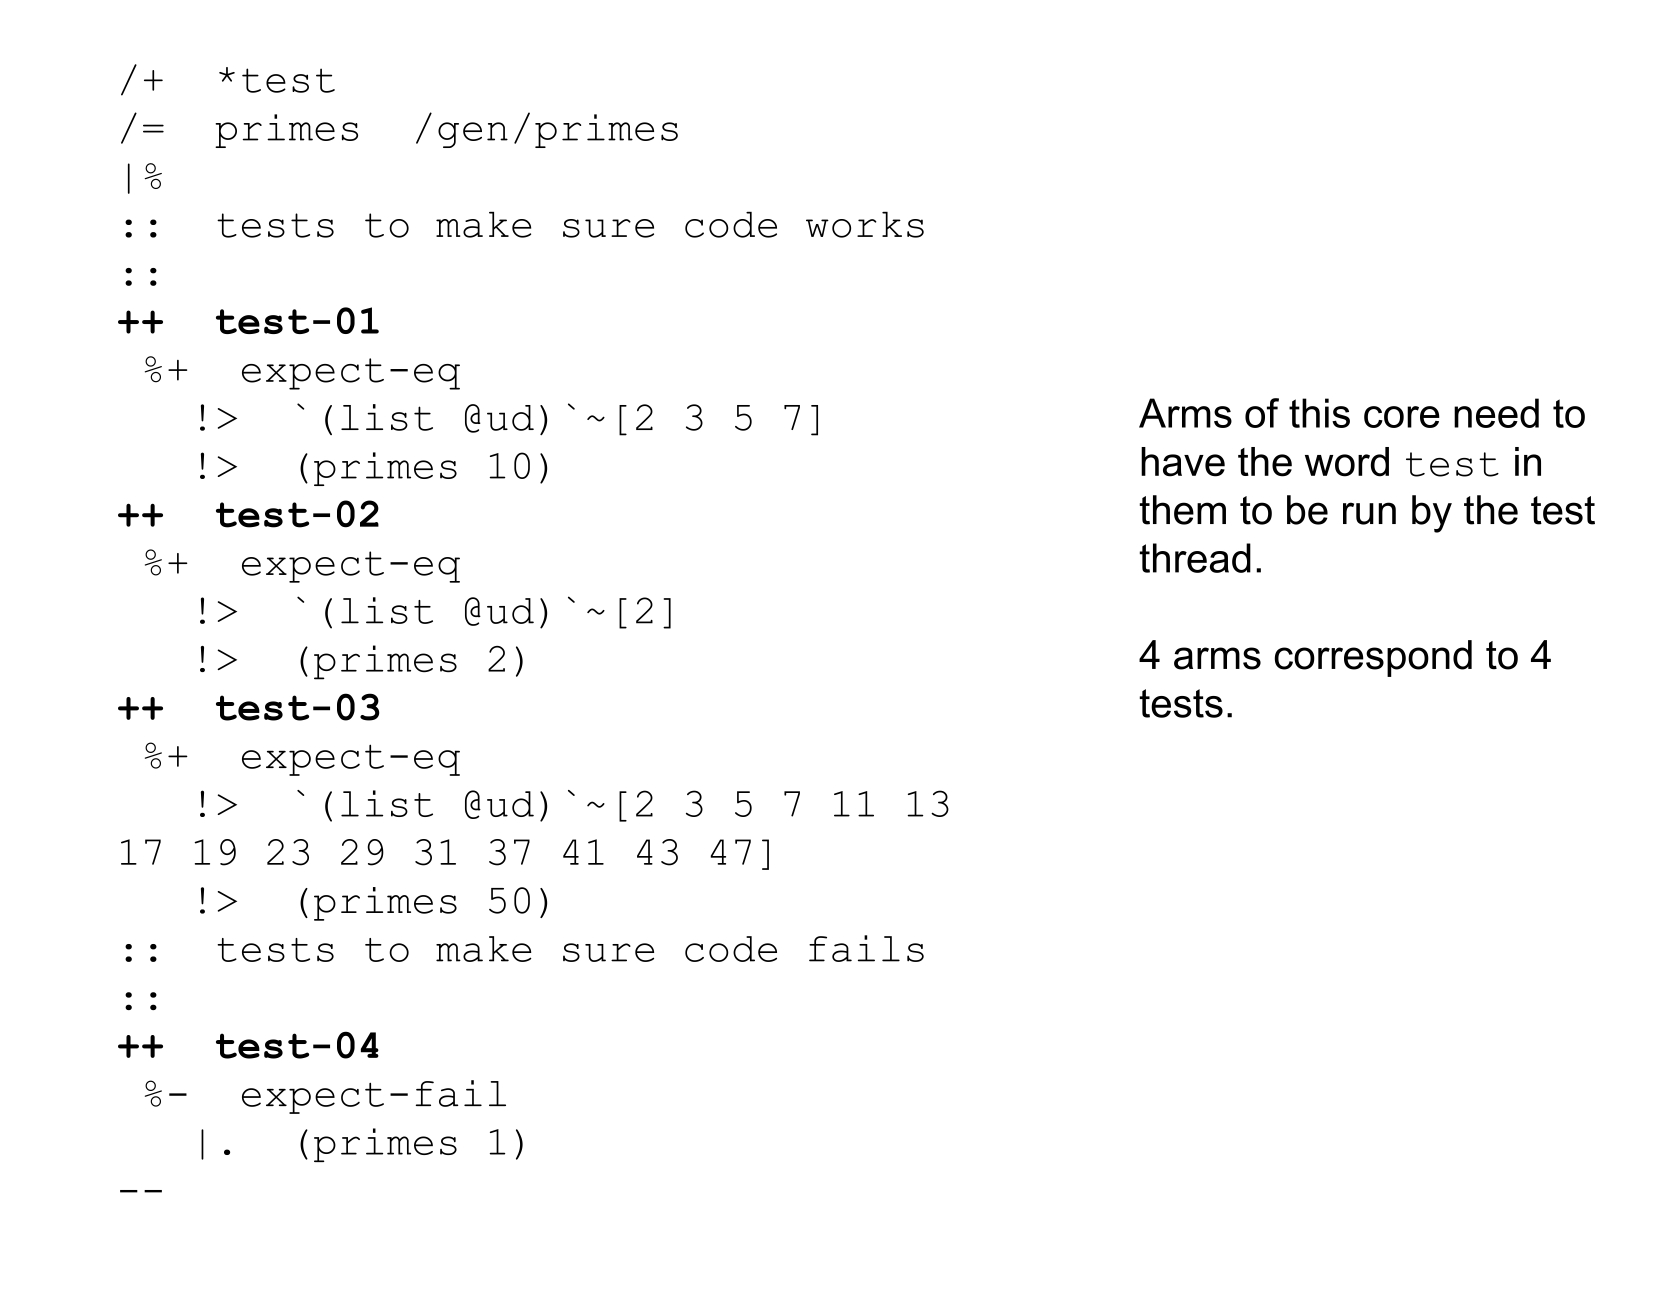 /+  *test
/=  primes  /gen/primes
|%
::  tests to make sure code works
::
++  test-01
 %+  expect-eq
   !>  `(list @ud)`~[2 3 5 7]
   !>  (primes 10)
++  test-02
 %+  expect-eq
   !>  `(list @ud)`~[2]
   !>  (primes 2)
++  test-03
 %+  expect-eq
   !>  `(list @ud)`~[2 3 5 7 11 13
17 19 23 29 31 37 41 43 47]
   !>  (primes 50)
::  tests to make sure code fails
::
++  test-04
 %-  expect-fail
   |.  (primes 1)
--
Arms of this core need to
have the word test in
them to be run by the test
thread.
4 arms correspond to 4
tests.